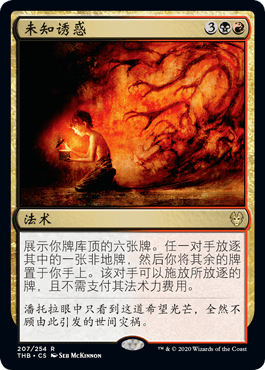 未知诱惑 3
法术
展示你牌库顶的六张牌。任一对手放逐
其中的一张非地牌，然后你将其余的牌
置于你手上。该对手可以施放所放逐的
牌，且不需支付其法术力费用。
潘托拉眼中只看到这道希望光芒，全然不
顾由此引发的世间灾祸。
207/254 R
THB • CS SEB MCKINNON
™ & © 2020 Wizards of the Coast